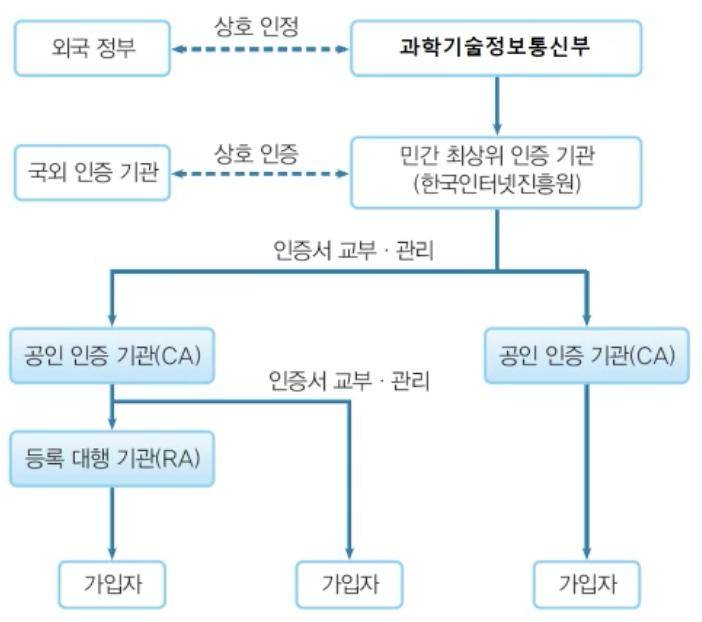 상호 인정
외국 정부
과학기술정보통신부
상호 인증
국외 인증 기관
민간 최상위 인증 기관
(한국인터넷진흥원)
인증서 교부 · 관리
공인 인증 기관(CA)
공인 인증 기관(CA)
인증서 교부 · 관리
등록 대행 기관(RA)
가입자
가입자
가입자